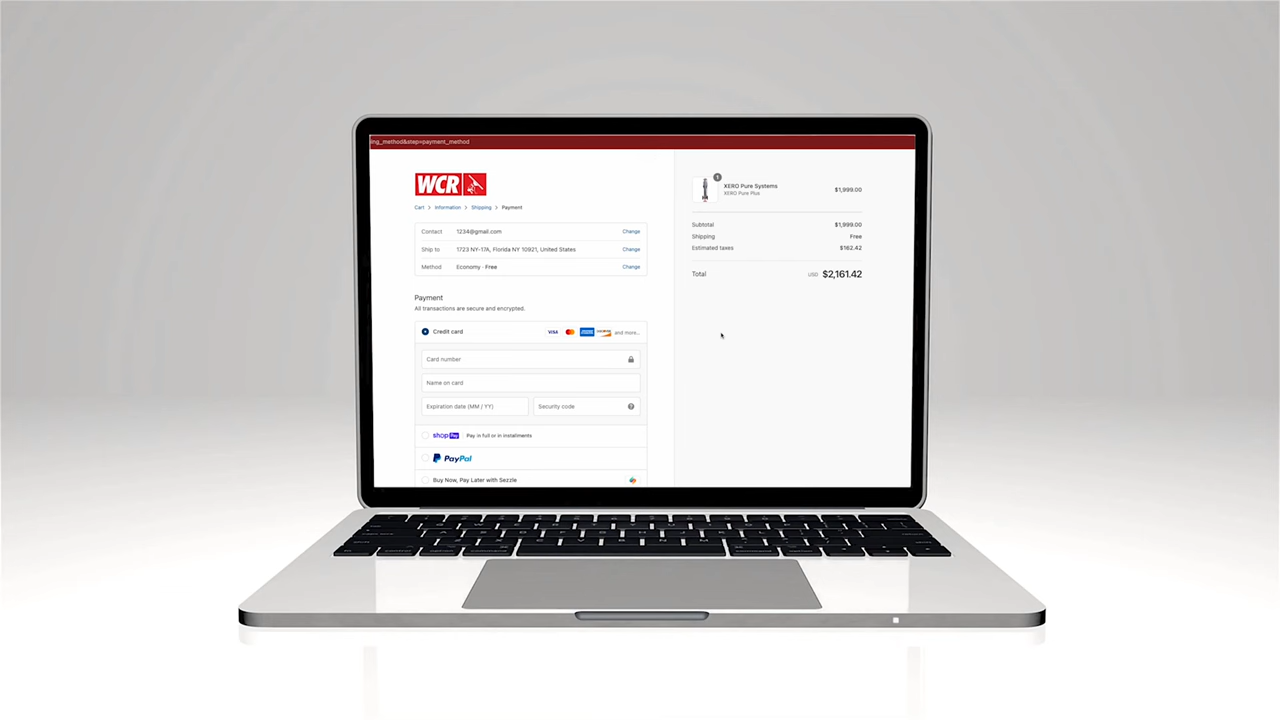 ing_method&step=payment_method
WCR
Cart > Information > Shipping > Payment
Contact 1234@gmail.com Change
Ship to 1723 NY-17A, Florida NY 10921, United States Change
Method Economy · Free Change
Payment
All transactions are secure and encrypted.
Credit card VISA and more...
Card number
Name on card
Expiration date (MM / YY) Security code
shop Pay Pay in full or in installments
PayPal
Buy Now, Pay Later with Sezzle
1
XERO Pure Systems $1,999.00
XERO Pure Plus
Subtotal $1,999.00
Shipping Free
Estimated taxes $162.42
Total USD $2,161.42